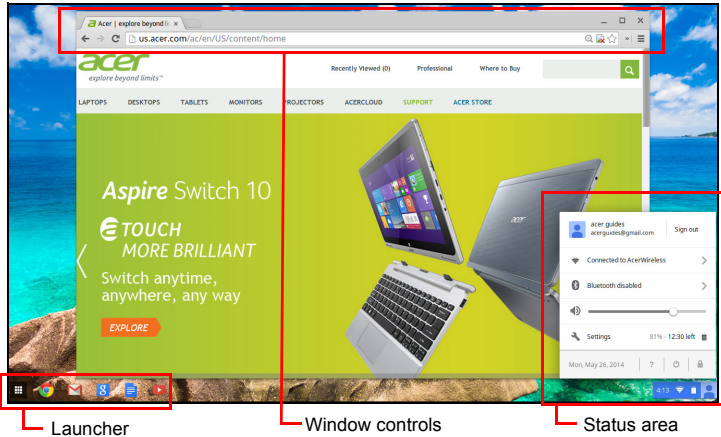 Acer | explore beyond li
us.acer.com/ac/en/US/content/home
acer
explore beyond limits™
Recently Viewed (0) Professional Where to Buy
LAPTOPS DESKTOPS TABLETS MONITORS PROJECTORS ACERCLOUD SUPPORT ACER STORE
Aspire Switch 10
TOUCH
MORE BRILLIANT
Switch anytime,
anywhere, any way
EXPLORE
acer
acer guides
acerguides@gmail.com
Sign out
Connected to AcerWireless
Bluetooth disabled
Settings 81% - 12:30 left
Mon, May 26, 2014 ?
4:13
Launcher
Window controls
Status area